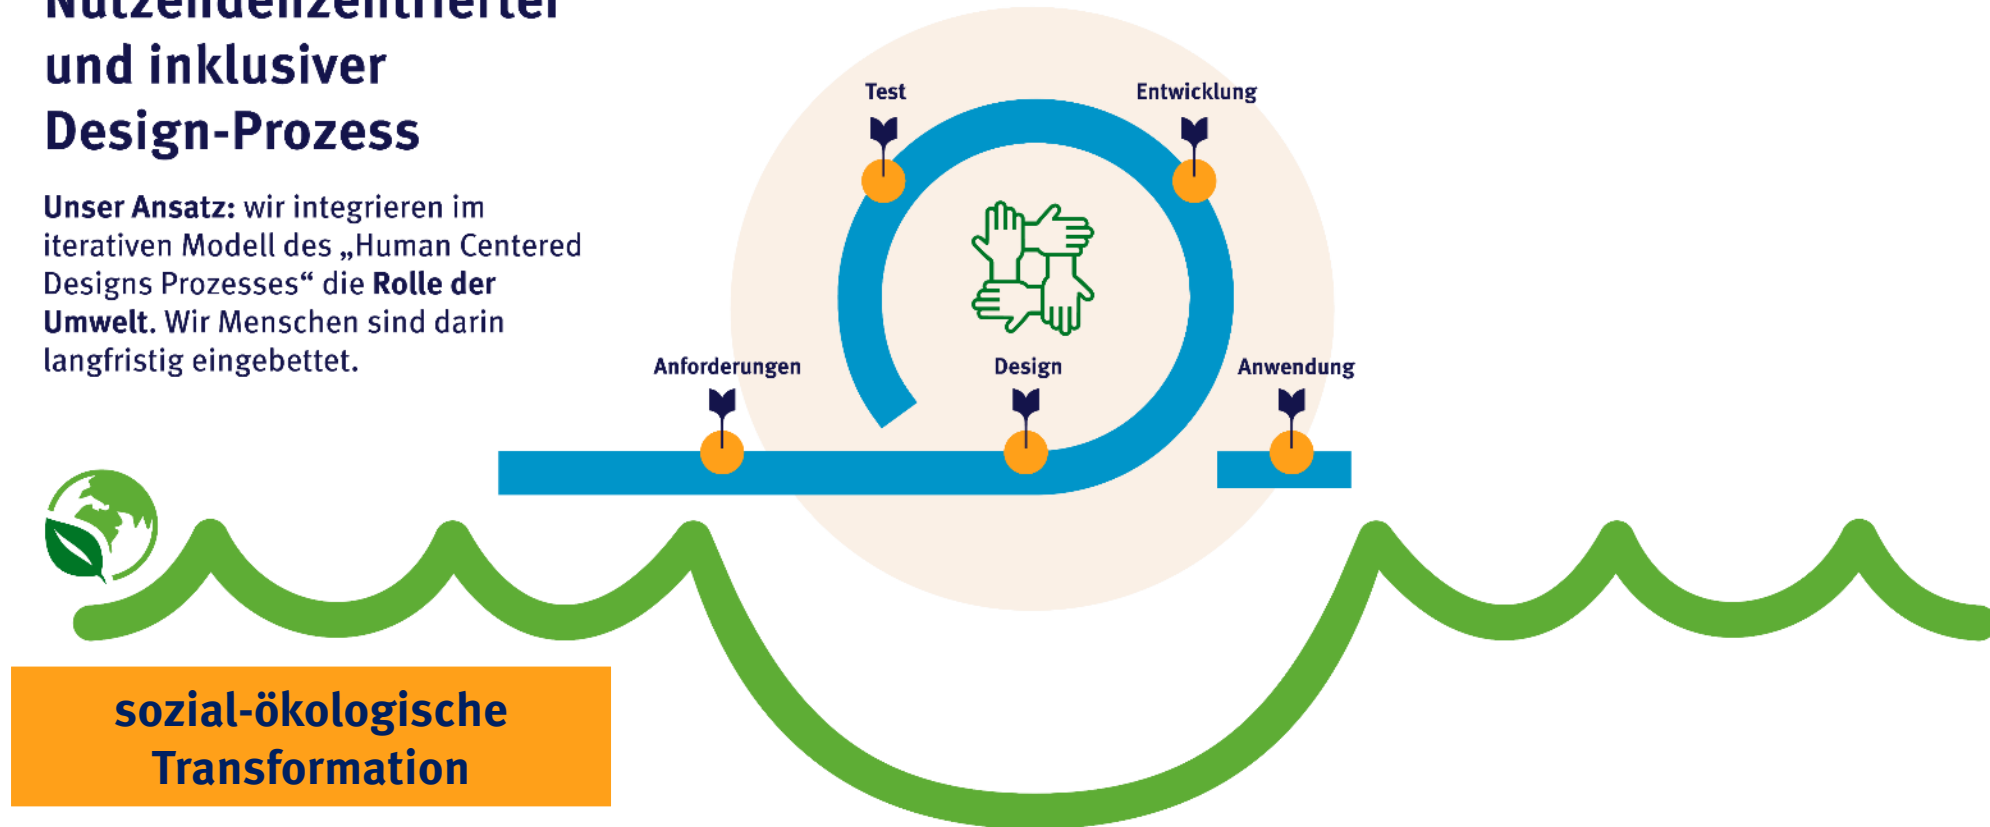 Nutzendenzentrierter
und inklusiver
Design-Prozess
Unser Ansatz: wir integrieren im
iterativen Modell des „Human Centered
Designs Prozesses“ die Rolle der
Umwelt. Wir Menschen sind darin
langfristig eingebettet.
Test
Entwicklung
Anforderungen
Design
Anwendung
sozial-ökologische
Transformation